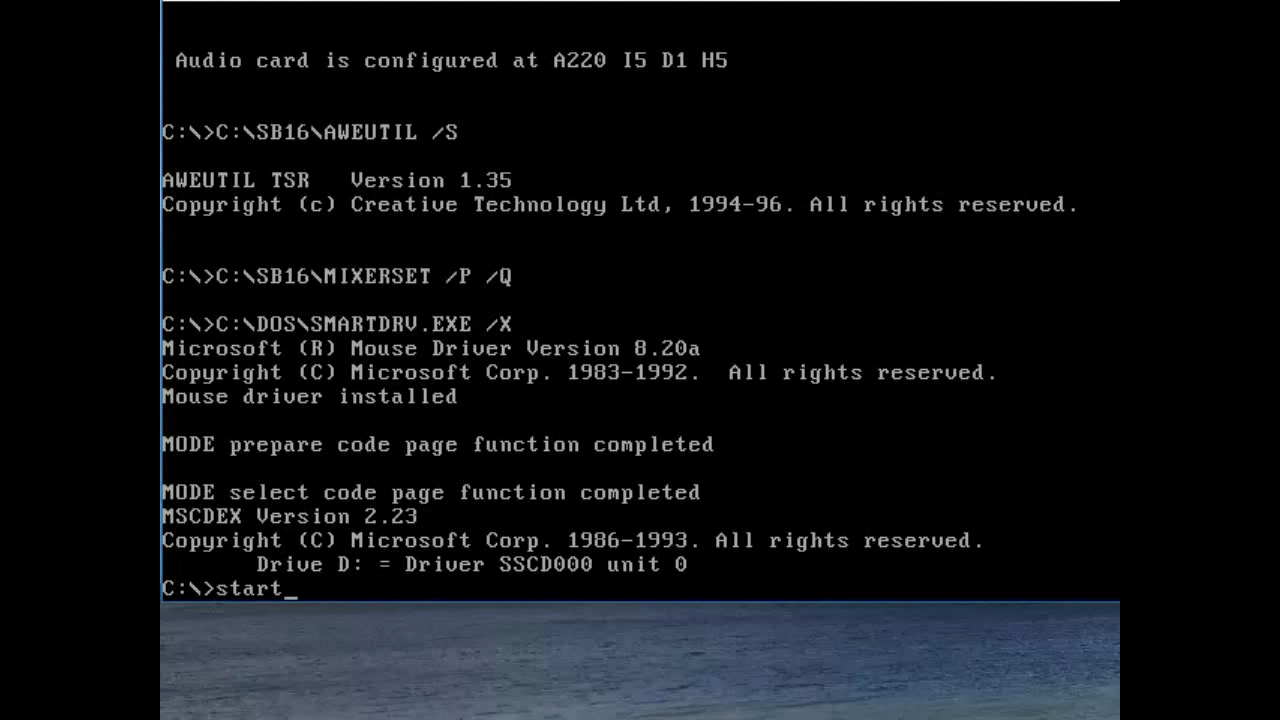 Audio card is configured at A220 I5 D1 H5
C:\>C:\SB16\AWEUTIL /S
AWEUTIL TSR   Version 1.35
Copyright (c) Creative Technology Ltd, 1994-96. All rights reserved.
C:\>C:\SB16\MIXERSET /P /Q
C:\>C:\DOS\SMARTDRV.EXE /X
Microsoft (R) Mouse Driver Version 8.20a
Copyright (C) Microsoft Corp. 1983-1992.  All rights reserved.
Mouse driver installed
MODE prepare code page function completed
MODE select code page function completed
MSCDEX Version 2.23
Copyright (C) Microsoft Corp. 1986-1993. All rights reserved.
       Drive D: = Driver SSCD000 unit 0
C:\>start_